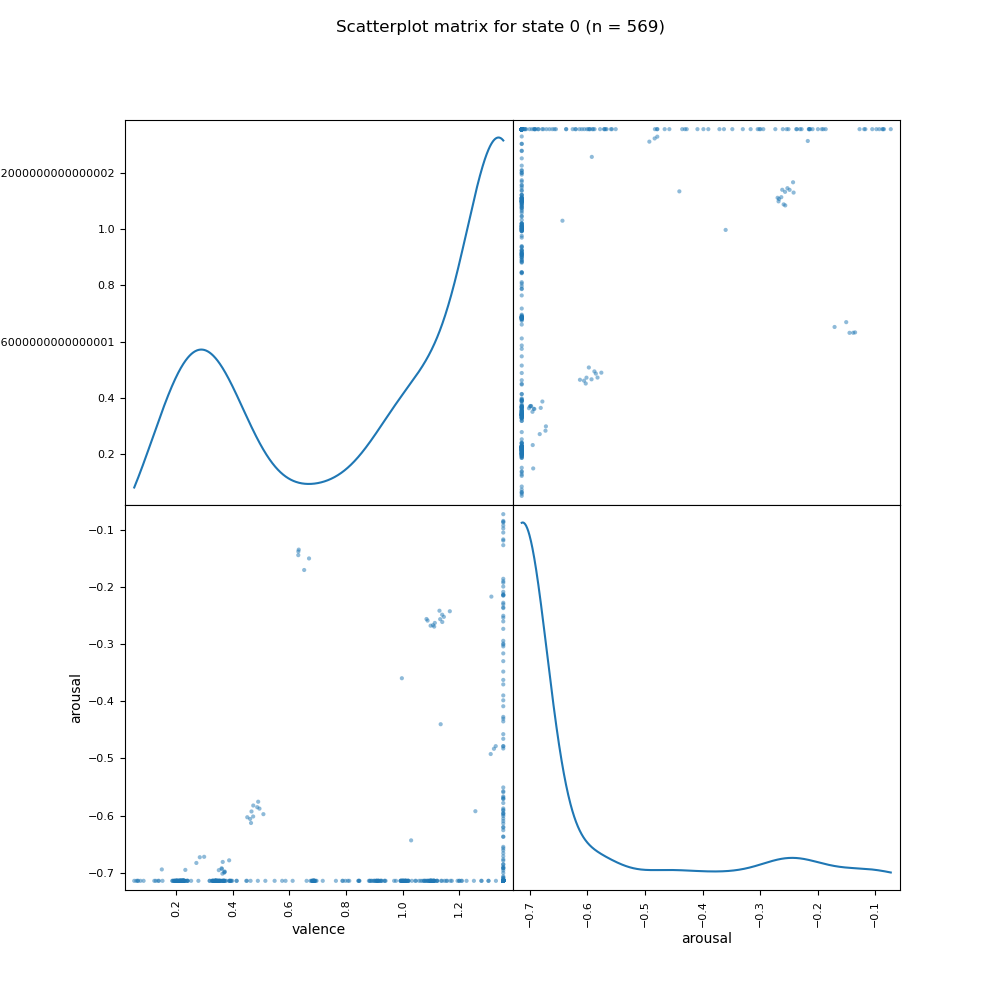 Scatterplot matrix for state 0 (n = 569)
2000000000000002
1.0
0.8
6000000000000001
0.4
0.2
−0.1
−0.2
−0.3
−0.4
−0.5
−0.6
−0.7
arousal
0.2 0.4 0.6 0.8 1.0 1.2
−0.7 −0.6 −0.5 −0.4 −0.3 −0.2 −0.1
valence
arousal